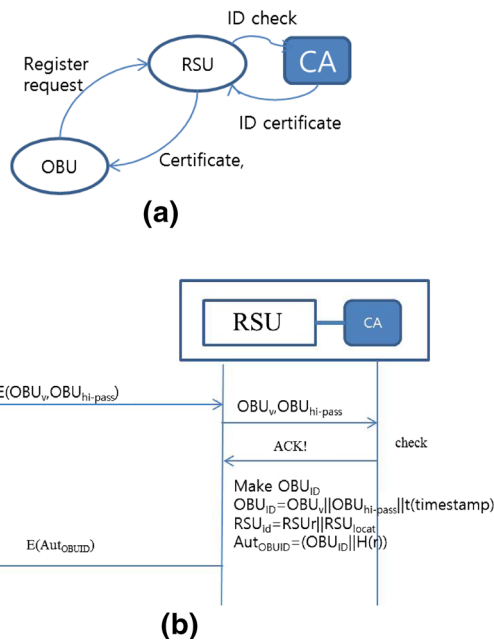 ID check
RSU
CA
Register
request
ID certificate
OBU
Certificate,
(a)
RSU
CA
E(OBUv,OBUhi-pass)
OBUv,OBUhi-pass
ACK!
check
Make OBUID
OBUID=OBUv||OBUhi-pass||t(timestamp)
RSUid=RSUr||RSUlocat
AutOBUID=(OBUID||H(r))
E(AutOBUID)
(b)